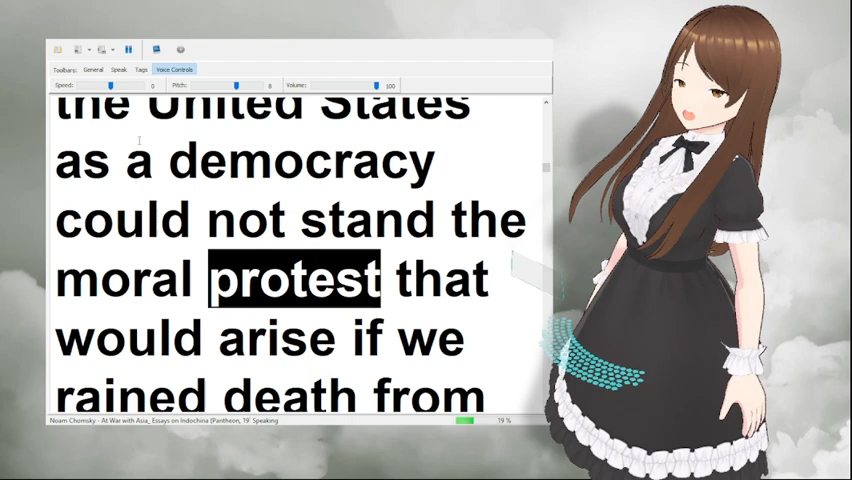 Toolbars: General Speak Tags Voice Controls
Speed: 0 Pitch: 8 Volume: 100
the United States
as a democracy
could not stand the
moral protest that
would arise if we
rained death from
Noam Chomsky - At War with Asia_ Essays on Indochina (Pantheon, 19 Speaking 19 %